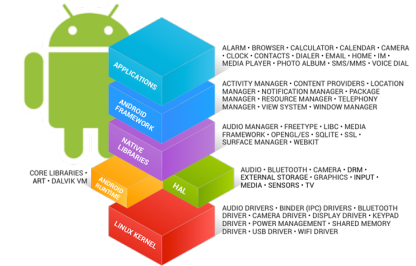 ALARM • BROWSER • CALCULATOR • CALENDAR • CAMERA
• CLOCK • CONTACTS • DIALER • EMAIL • HOME • IM •
MEDIA PLAYER • PHOTO ALBUM • SMS/MMS • VOICE DIAL
APPLICATIONS
ACTIVITY MANAGER • CONTENT PROVIDERS • LOCATION
MANAGER • NOTIFICATION MANAGER • PACKAGE
MANAGER • RESOURCE MANAGER • TELEPHONY
MANAGER • VIEW SYSTEM • WINDOW MANAGER
ANDROID
FRAMEWORK
AUDIO MANAGER • FREETYPE • LIBC • MEDIA
FRAMEWORK • OPENGLES • SQLITE • SSL •
SURFACE MANAGER • WEBKIT
NATIVE
LIBRARIES
CORE LIBRARIES •
ART • DALVIK VM
ANDROID
RUNTIME
HAL
AUDIO • BLUETOOTH • CAMERA • DRM •
EXTERNAL STORAGE • GRAPHICS • INPUT •
MEDIA • SENSORS • TV
LINUX KERNEL
AUDIO DRIVERS • BINDER (IPC) DRIVERS • BLUETOOTH
DRIVER • CAMERA DRIVER • DISPLAY DRIVER • KEYPAD
DRIVER • POWER MANAGEMENT • SHARED MEMORY
DRIVER • USB DRIVER • WIFI DRIVER